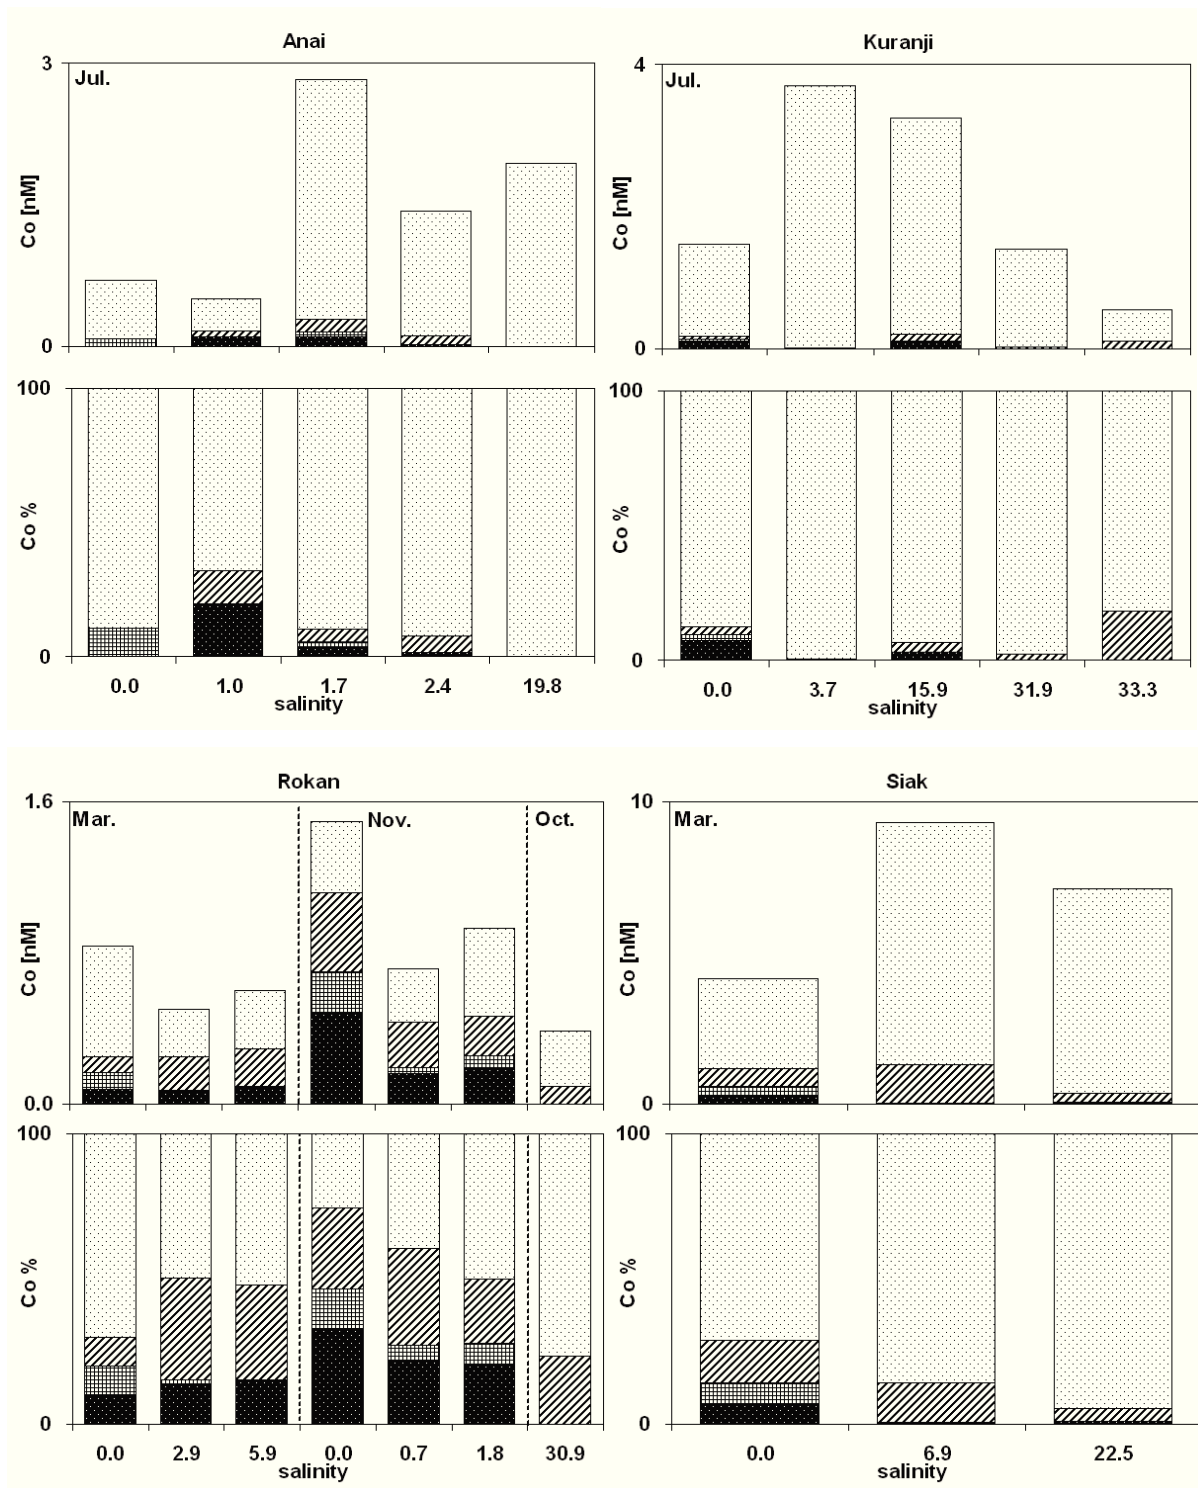 Anai
3
Jul.
Co [nM]
0
100
Co %
0
0.0 1.0 1.7 2.4 19.8
salinity
Kuranji
4
Jul.
Co [nM]
0
100
Co %
0
0.0 3.7 15.9 31.9 33.3
salinity
Rokan
1.6
Mar. Nov. Oct.
Co [nM]
0.0
100
Co %
0
0.0 2.9 5.9 0.0 0.7 1.8 30.9
salinity
Siak
10
Mar.
Co [nM]
0
100
Co %
0
0.0 6.9 22.5
salinity